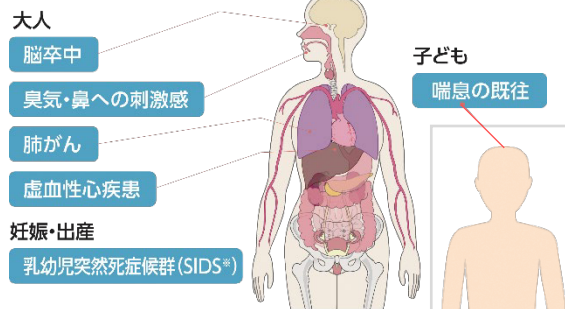 大人
脳卒中
臭気・鼻への刺激感
肺がん
虚血性心疾患
妊娠・出産
乳幼児突然死症候群(SIDS※)
子ども
喘息の既往